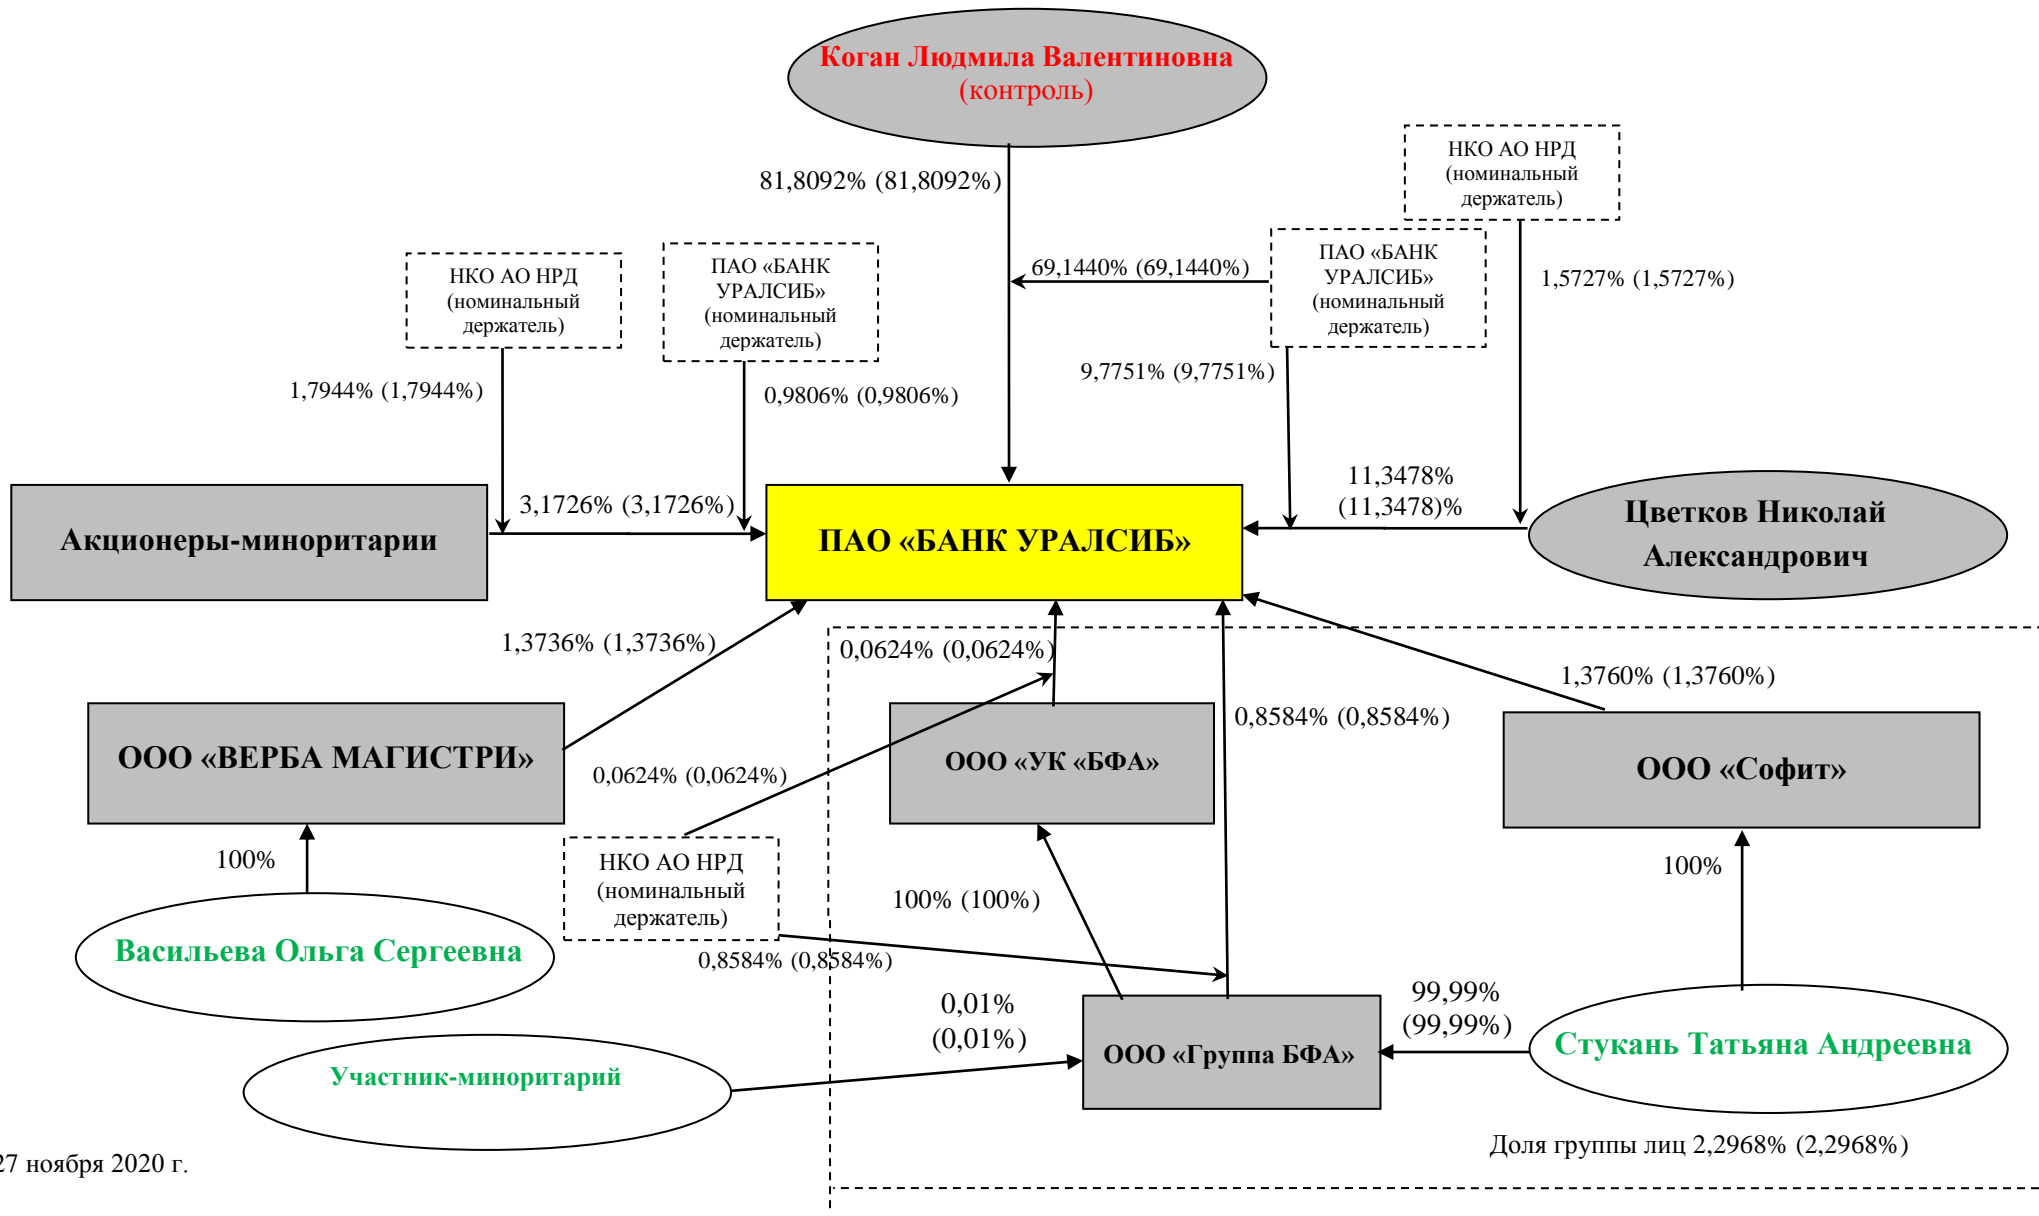 Коган Людмила Валентиновна
(контроль)
НКО АО НРД
(номинальный
держатель)
81,8092% (81,8092%)
НКО АО НРД
(номинальный
держатель)
ПАО «БАНК
УРАЛСИБ»
(номинальный
держатель)
69,1440% (69,1440%)
ПАО «БАНК
УРАЛСИБ»
(номинальный
держатель)
1,5727% (1,5727%)
1,7944% (1,7944%)
0,9806% (0,9806%)
9,7751% (9,7751%)
Акционеры-миноритарии
3,1726% (3,1726%)
ПАО «БАНК УРАЛСИБ»
11,3478%
(11,3478)%
Цветков Николай
Александрович
1,3736% (1,3736%)
0,0624% (0,0624%)
0,8584% (0,8584%)
1,3760% (1,3760%)
ООО «ВЕРБА МАГИСТРИ»
0,0624% (0,0624%)
ООО «УК «БФА»
ООО «Софит»
100%
НКО АО НРД
(номинальный
держатель)
100% (100%)
100%
Васильева Ольга Сергеевна
0,8584% (0,8584%)
0,01%
(0,01%)
99,99%
(99,99%)
Участник-миноритарий
ООО «Группа БФА»
Стукань Татьяна Андреевна
Доля группы лиц 2,2968% (2,2968%)
27 ноября 2020 г.